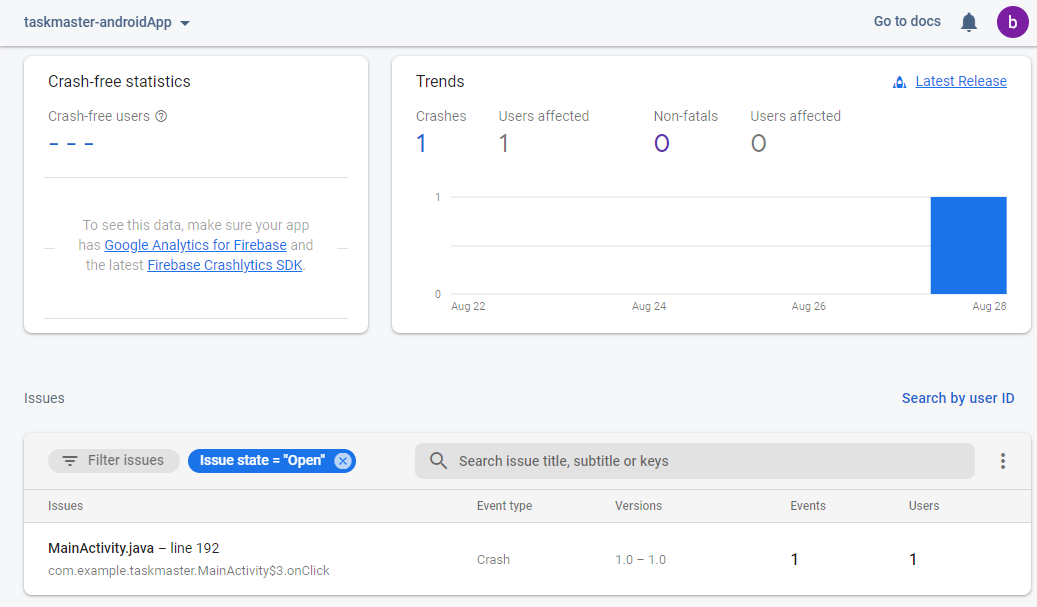 taskmaster-androidApp
Go to docs
b
Crash-free statistics
Crash-free users
- - -
To see this data, make sure your app
has Google Analytics for Firebase and
the latest Firebase Crashlytics SDK.
Trends
Latest Release
Crashes Users affected Non-fatals Users affected
1 1 0 0
1
0
Aug 22 Aug 24 Aug 26 Aug 28
Issues
Search by user ID
Filter issues
Issue state = "Open"
Search issue title, subtitle or keys
Issues Event type Versions Events Users
MainActivity.java – line 192
com.example.taskmaster.MainActivity$3.onClick
Crash 1.0 – 1.0 1 1